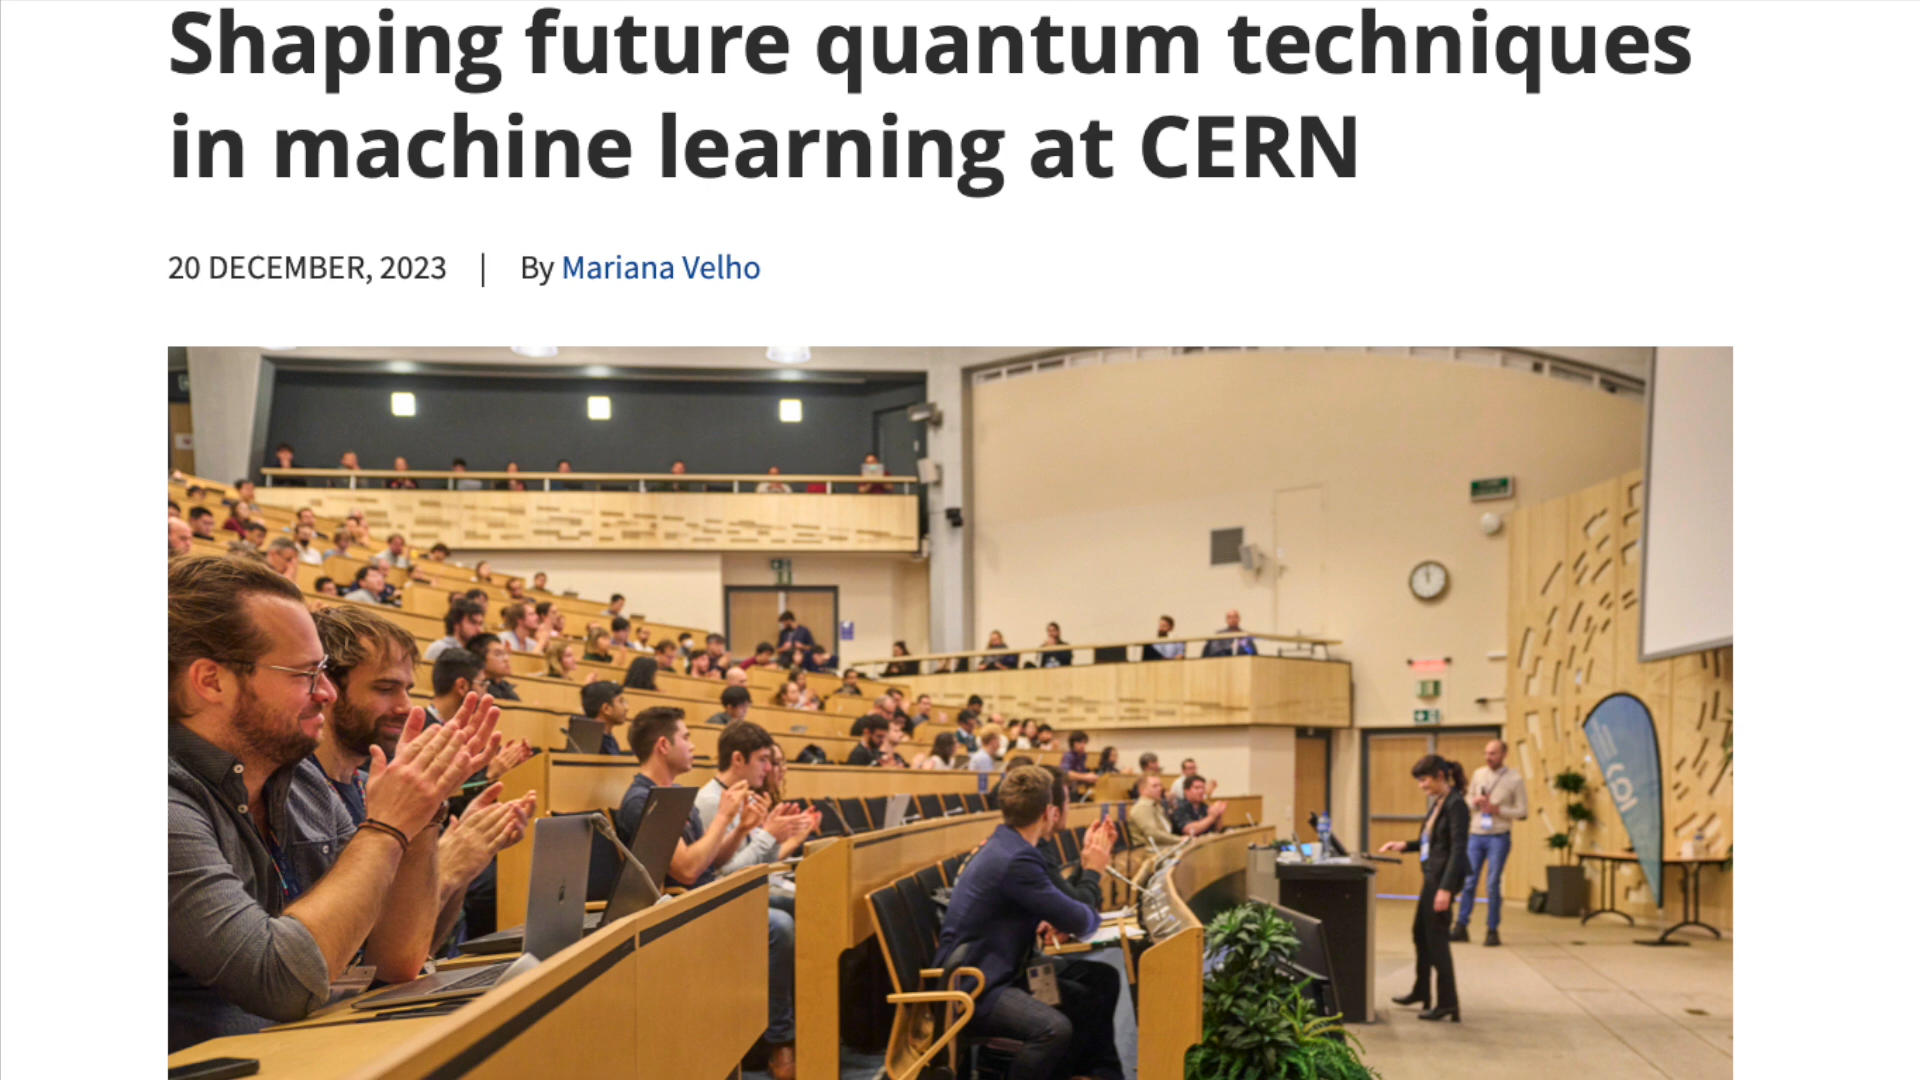 Shaping future quantum techniques
in machine learning at CERN
20 DECEMBER, 2023 | By Mariana Velho